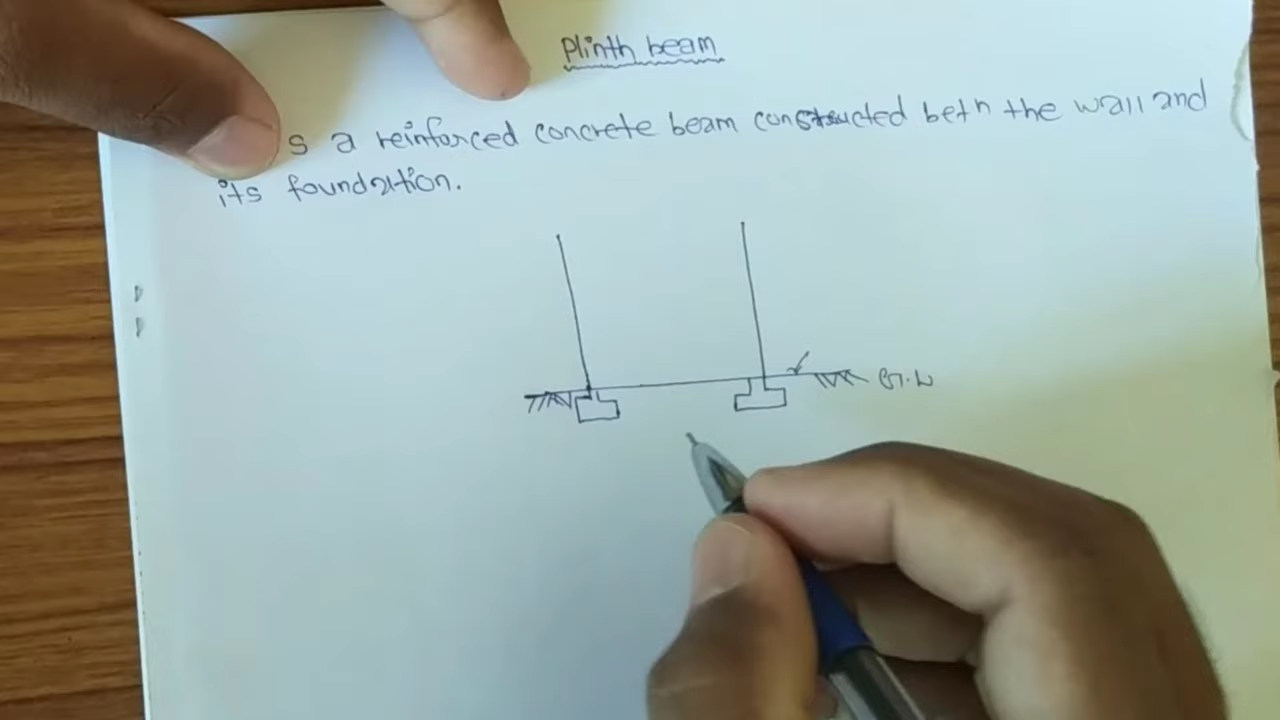 Plinth beam
s a reinforced concrete beam constructed betn the wall and
its foundation.
G.L